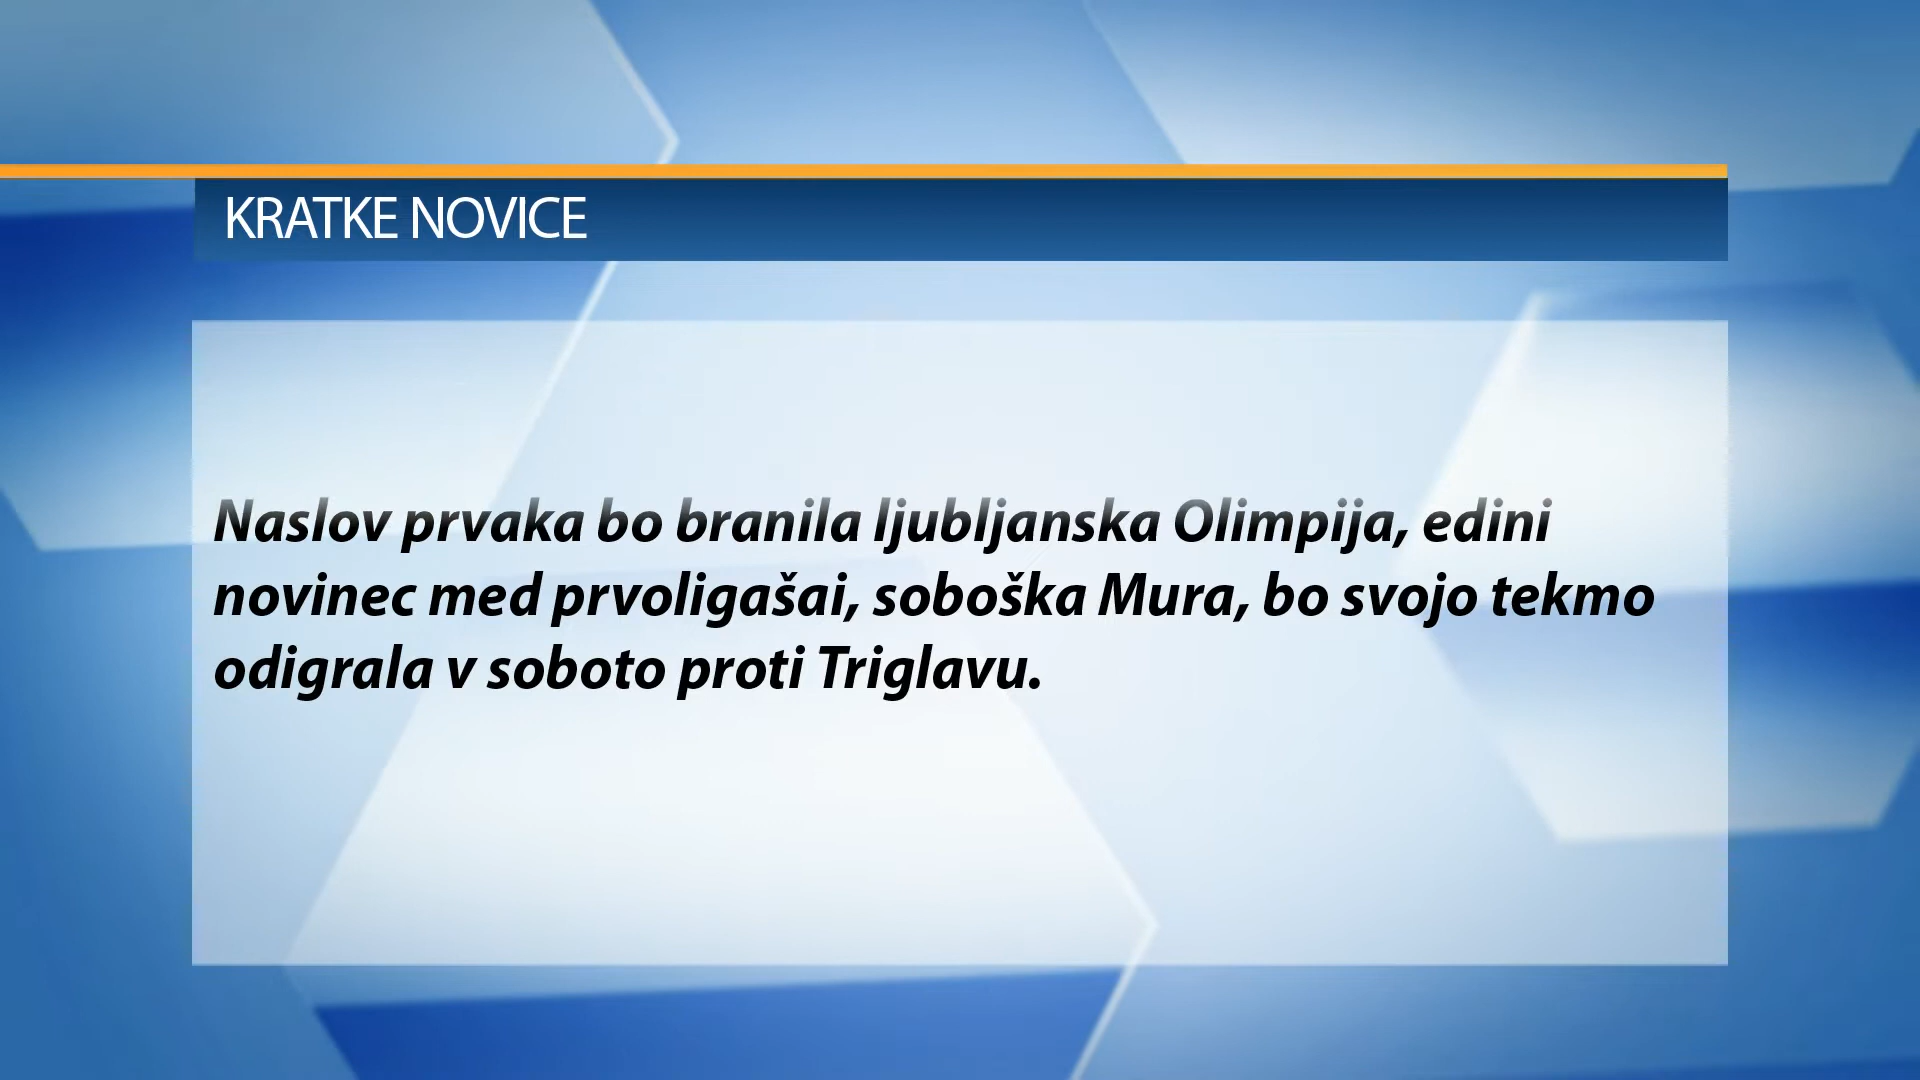 KRATKE NOVICE
Naslov prvaka bo branila ljubljanska Olimpija, edini
novinec med prvoligašai, soboška Mura, bo svojo tekmo
odigrala v soboto proti Triglavu.